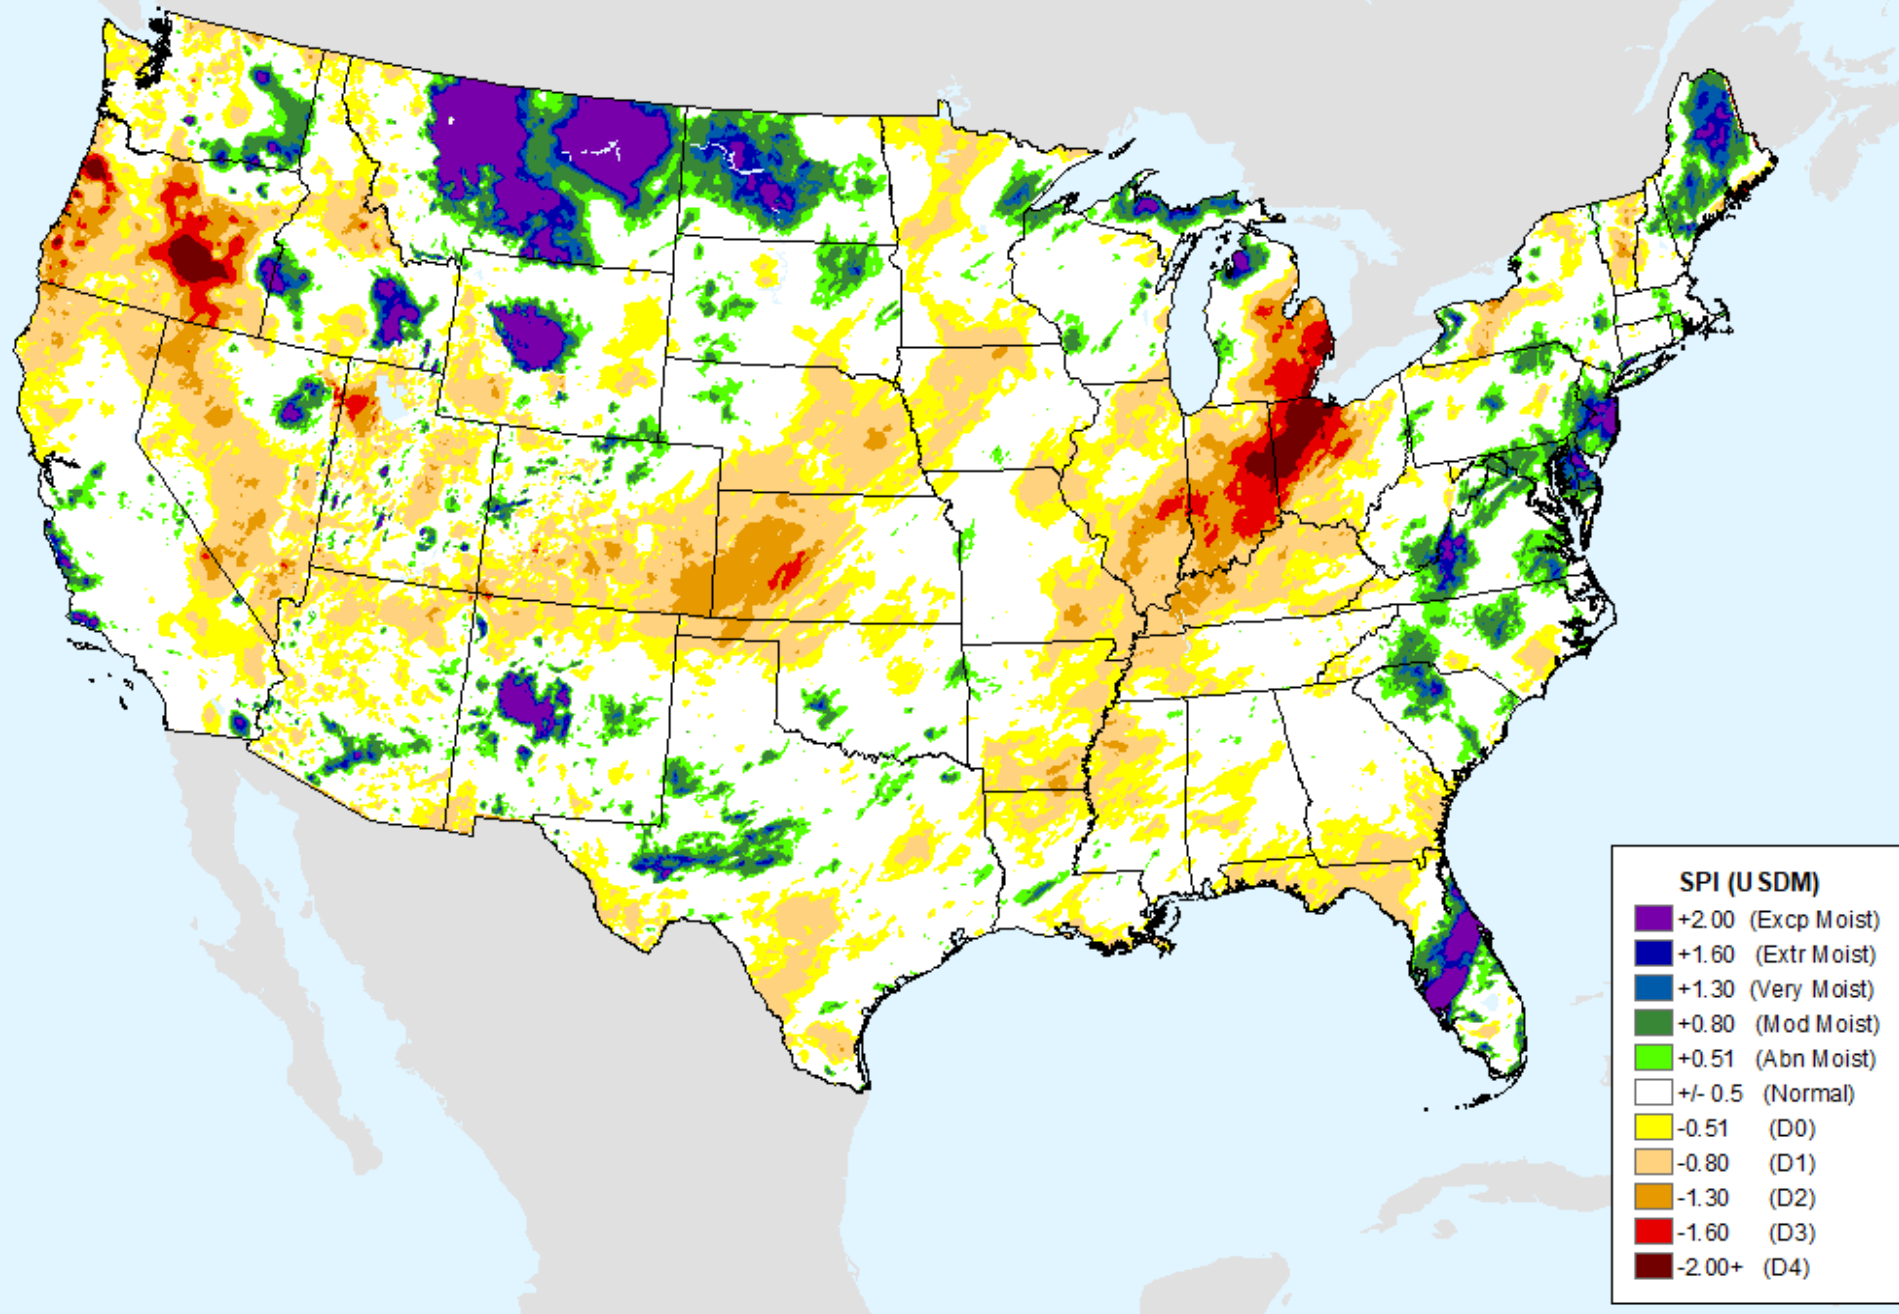 SPI (USDM)
+2.00 (Excp Moist)
+1.60 (Extr Moist)
+1.30 (Very Moist)
+0.80 (Mod Moist)
+0.51 (Abn Moist)
+/- 0.5 (Normal)
-0.51 (D0)
-0.80 (D1)
-1.30 (D2)
-1.60 (D3)
-2.00+ (D4)